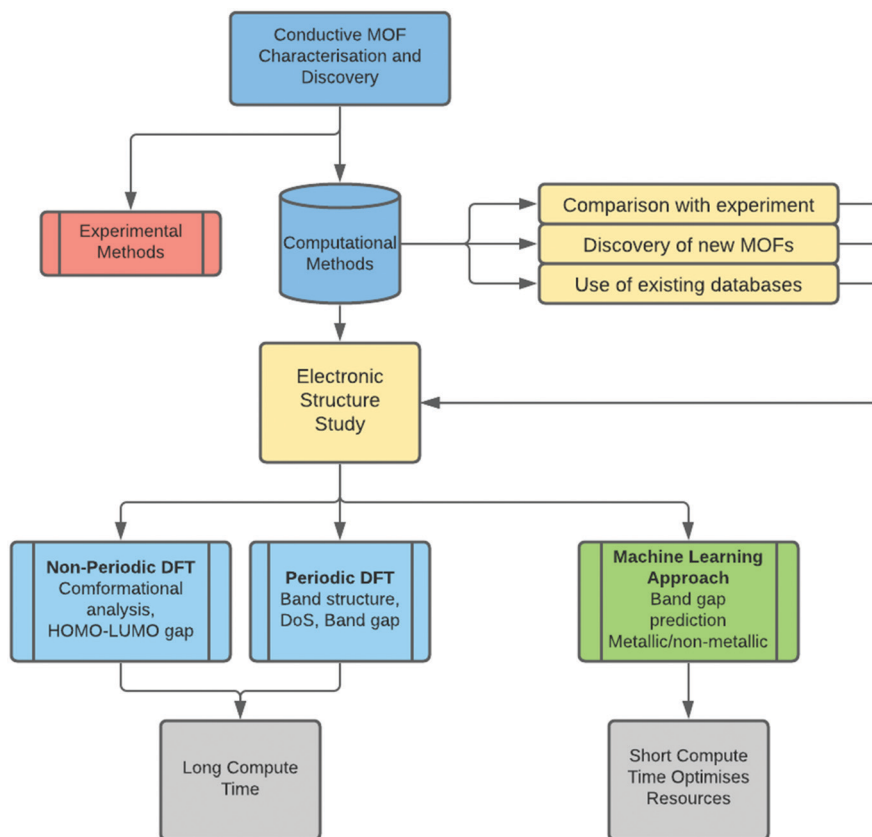 Conductive MOF
Characterisation and
Discovery
Experimental
Methods
Computational
Methods
Comparison with experiment
Discovery of new MOFs
Use of existing databases
Electronic
Structure
Study
Non-Periodic DFT
Comformational
analysis,
HOMO-LUMO gap
Periodic DFT
Band structure,
DoS, Band gap
Machine Learning
Approach
Band gap
prediction
Metallic/non-metallic
Long Compute
Time
Short Compute
Time Optimises
Resources